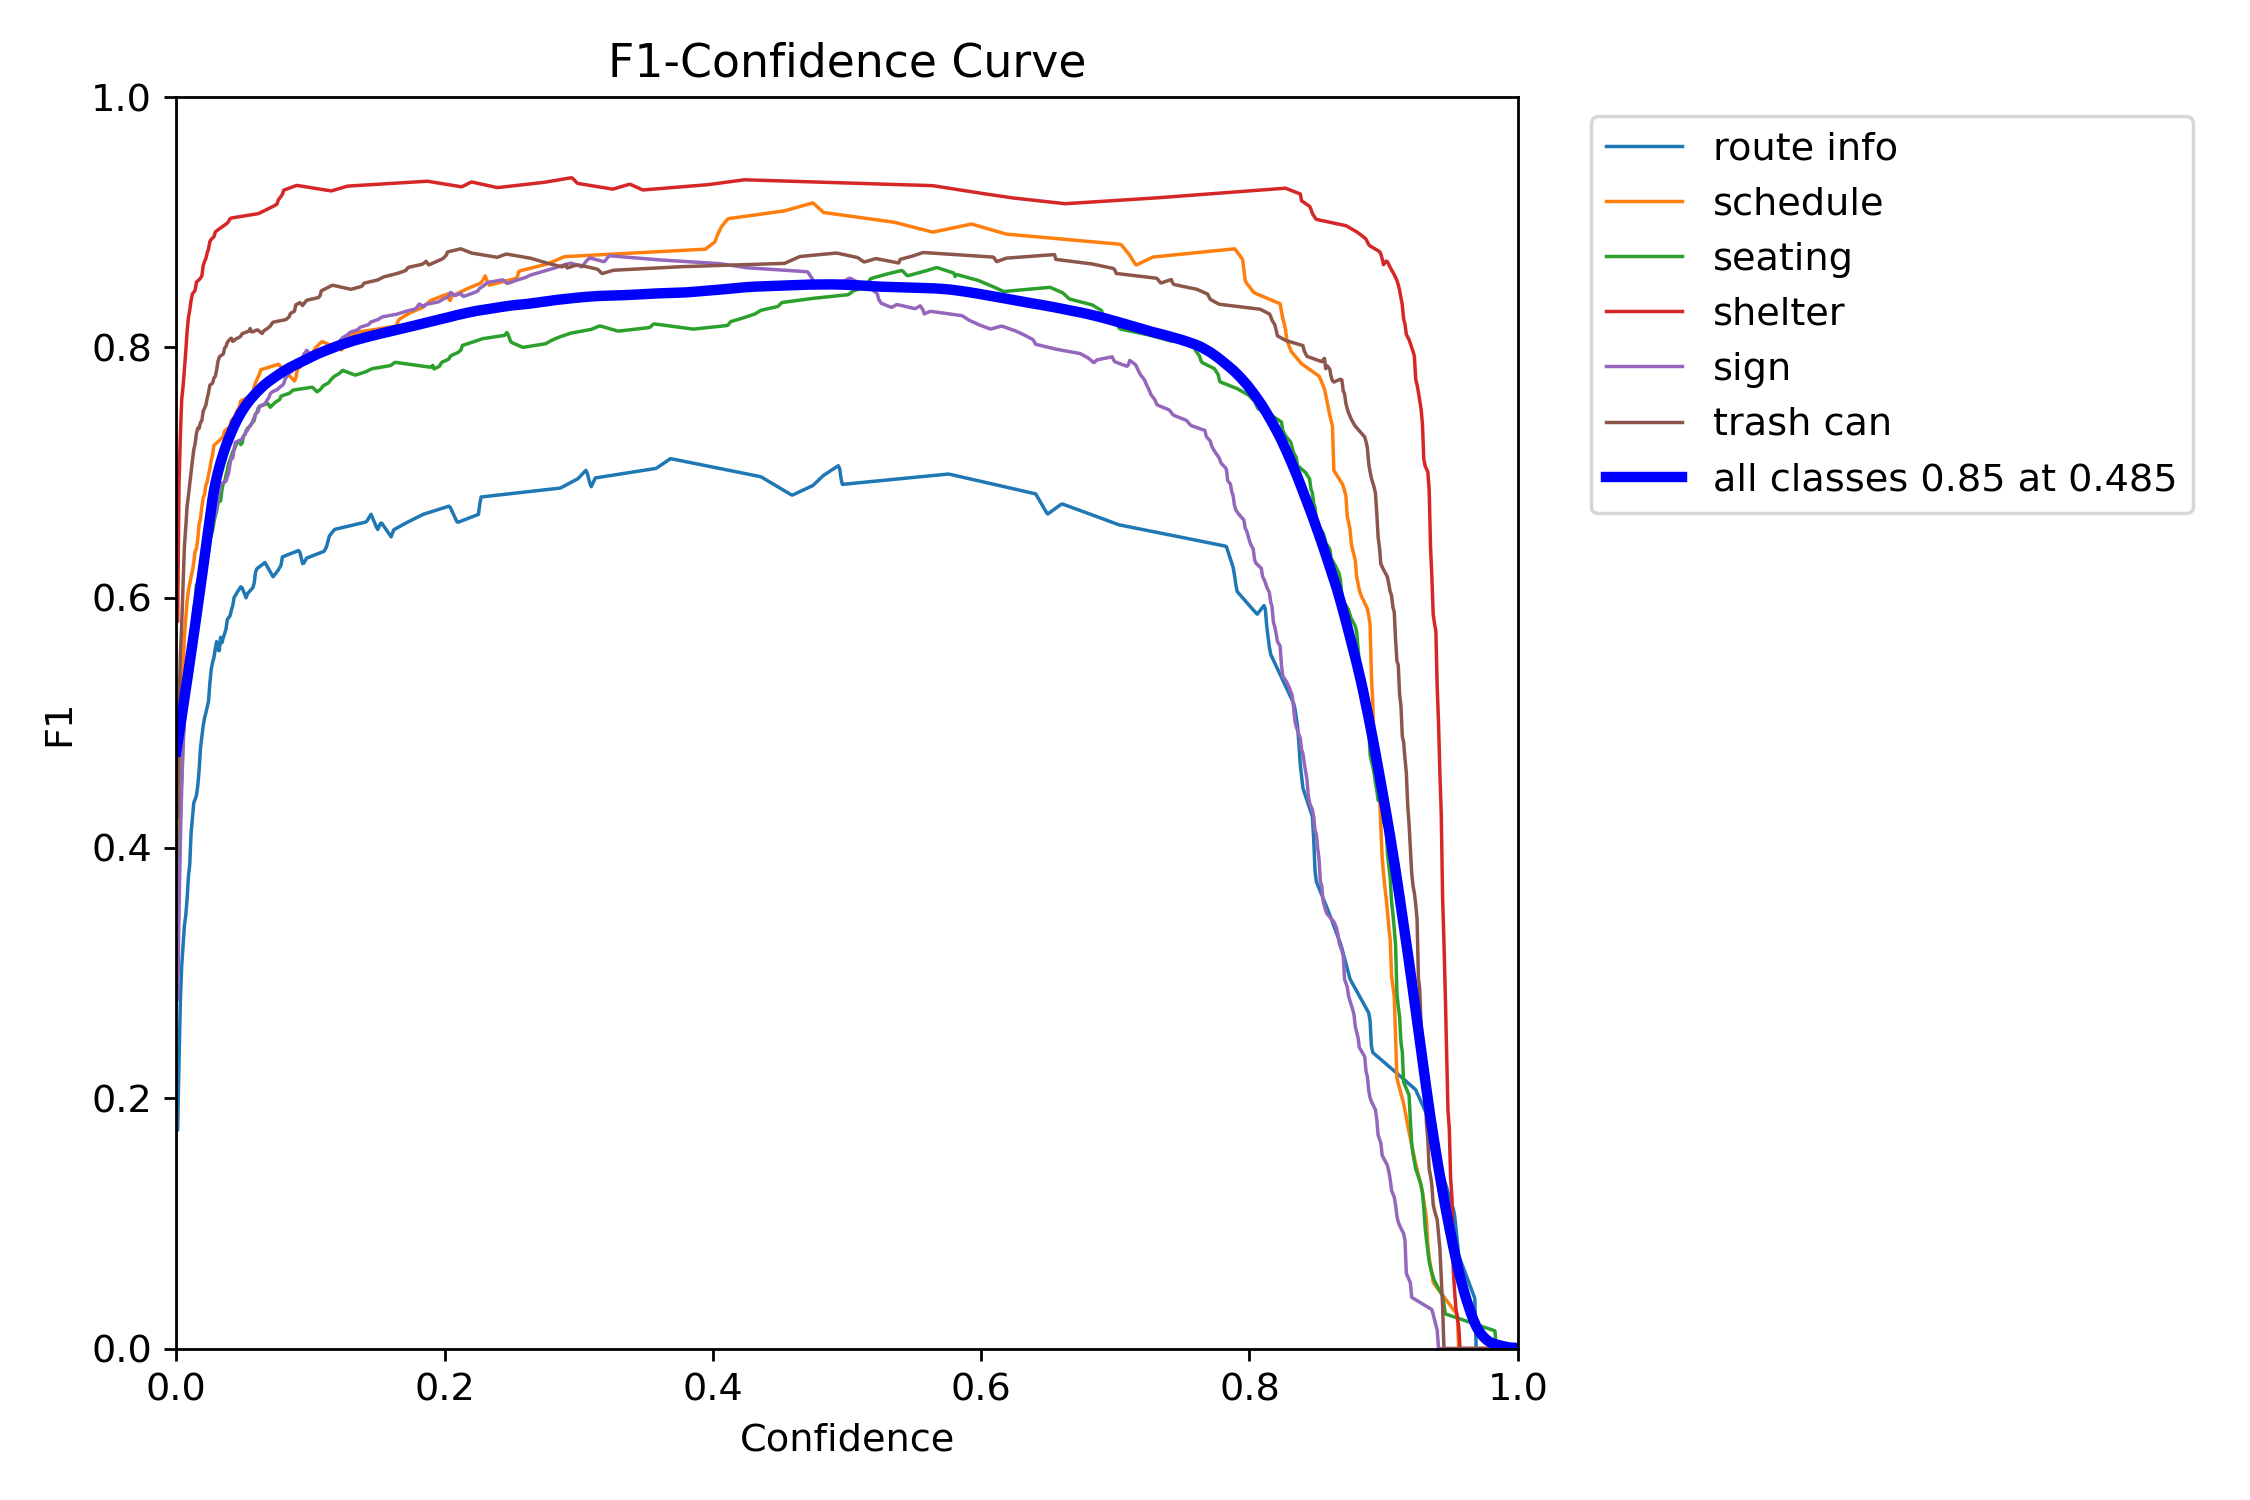 F1-Confidence Curve
1.0
0.8
0.6
0.4
0.2
0.0
F1
0.0 0.2 0.4 0.6 0.8 1.0
Confidence
route info
schedule
seating
shelter
sign
trash can
all classes 0.85 at 0.485